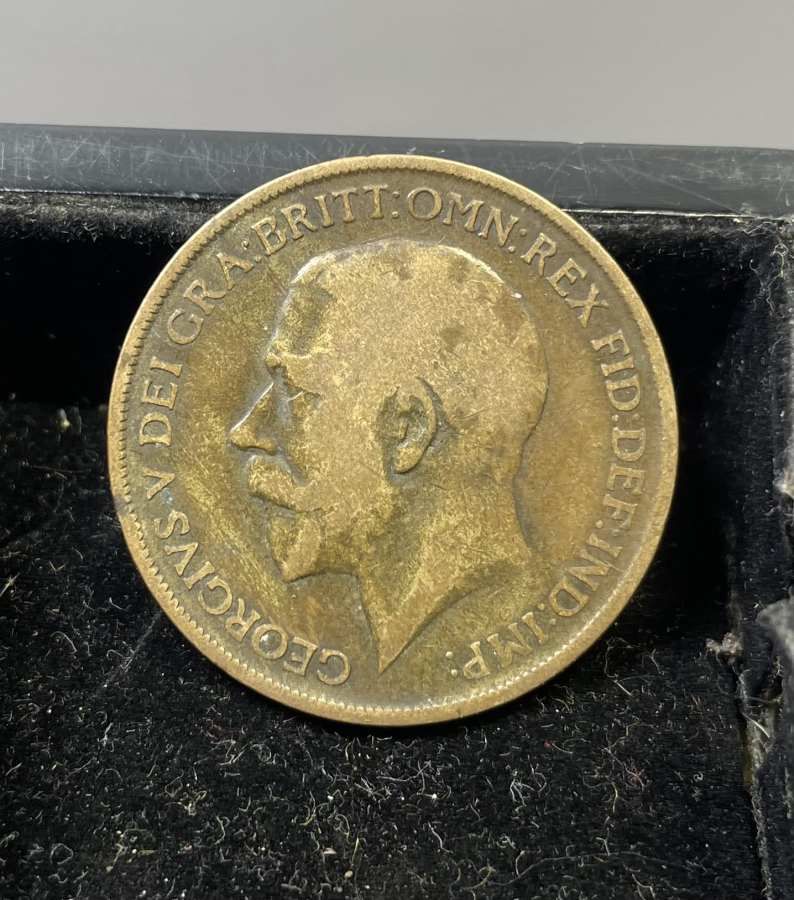 GEORGIVS V DEI GRA:BRITT:OMN:REX FID:DEF:IND:IMP: